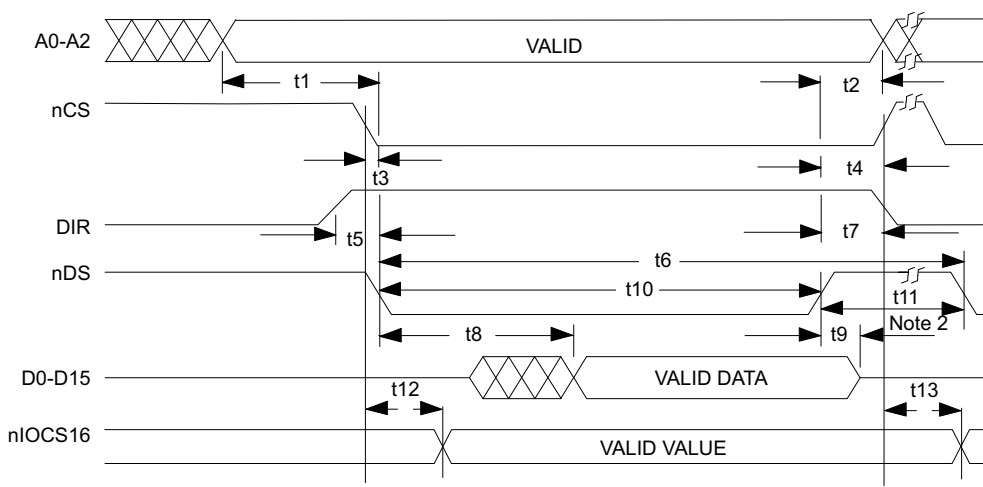 A0-A2
VALID
t1
t2
nCS
t3
t4
DIR
t5
t7
t6
nDS
t10
t11
t8
t9
Note 2
D0-D15
VALID DATA
t12
t13
nIOCS16
VALID VALUE